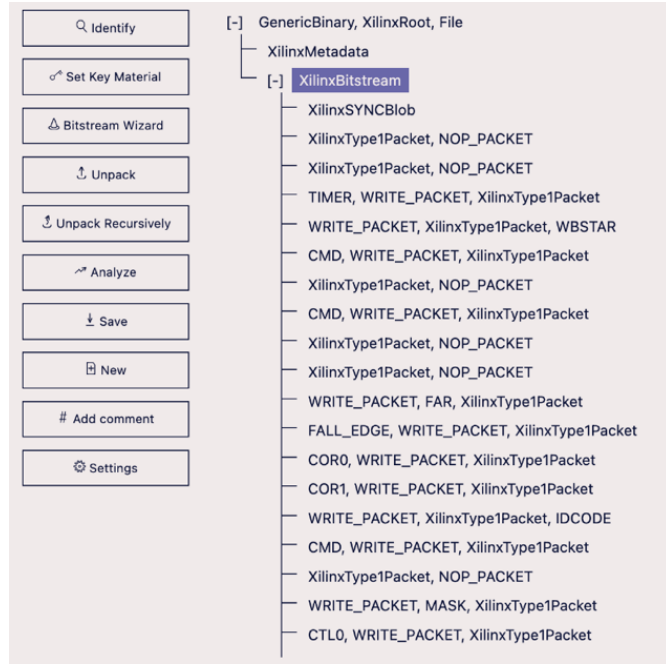 Identify
Set Key Material
Bitstream Wizard
Unpack
Unpack Recursively
Analyze
Save
New
# Add comment
Settings
[-] GenericBinary, XilinxRoot, File
XilinxMetadata
[-] XilinxBitstream
XilinxSYNCBlob
XilinxType1Packet, NOP_PACKET
XilinxType1Packet, NOP_PACKET
TIMER, WRITE_PACKET, XilinxType1Packet
WRITE_PACKET, XilinxType1Packet, WBSTAR
CMD, WRITE_PACKET, XilinxType1Packet
XilinxType1Packet, NOP_PACKET
CMD, WRITE_PACKET, XilinxType1Packet
XilinxType1Packet, NOP_PACKET
XilinxType1Packet, NOP_PACKET
WRITE_PACKET, FAR, XilinxType1Packet
FALL_EDGE, WRITE_PACKET, XilinxType1Packet
COR0, WRITE_PACKET, XilinxType1Packet
COR1, WRITE_PACKET, XilinxType1Packet
WRITE_PACKET, XilinxType1Packet, IDCODE
CMD, WRITE_PACKET, XilinxType1Packet
XilinxType1Packet, NOP_PACKET
WRITE_PACKET, MASK, XilinxType1Packet
CTL0, WRITE_PACKET, XilinxType1Packet